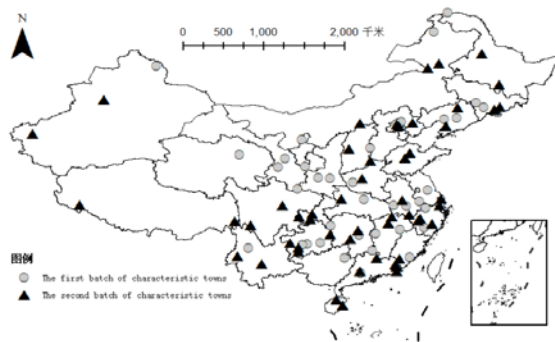 N
0 500 1,000 2,000 千米
图例
The first batch of characteristic towns
The second batch of characteristic towns